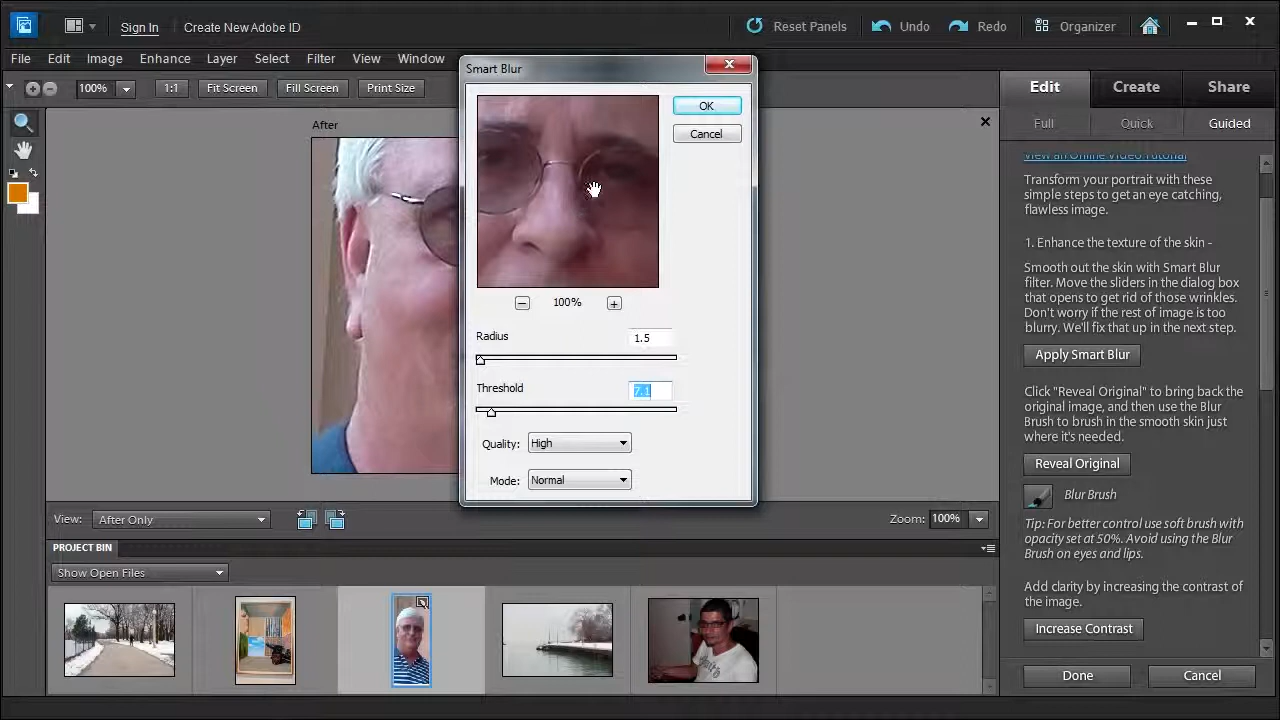 Sign In
Create New Adobe ID
Reset Panels
Undo
Redo
Organizer
File Edit Image Enhance Layer Select Filter View Window
100%
1:1
Fit Screen
Fill Screen
Print Size
After
Smart Blur
OK
Cancel
100%
Radius
1.5
Threshold
7.1
Quality:
High
Mode:
Normal
Edit
Create
Share
Full
Quick
Guided
View an Online Video Tutorial
Transform your portrait with these
simple steps to get an eye catching,
flawless image.
1. Enhance the texture of the skin -
Smooth out the skin with Smart Blur
filter. Move the sliders in the dialog box
that opens to get rid of those wrinkles.
Don't worry if the rest of image is too
blurry. We'll fix that up in the next step.
Apply Smart Blur
Click "Reveal Original" to bring back the
original image, and then use the Blur
Brush to brush in the smooth skin just
where it's needed.
Reveal Original
Blur Brush
Tip: For better control use soft brush with
opacity set at 50%. Avoid using the Blur
Brush on eyes and lips.
Add clarity by increasing the contrast of
the image.
Increase Contrast
Done
Cancel
View:
After Only
Zoom:
100%
PROJECT BIN
Show Open Files